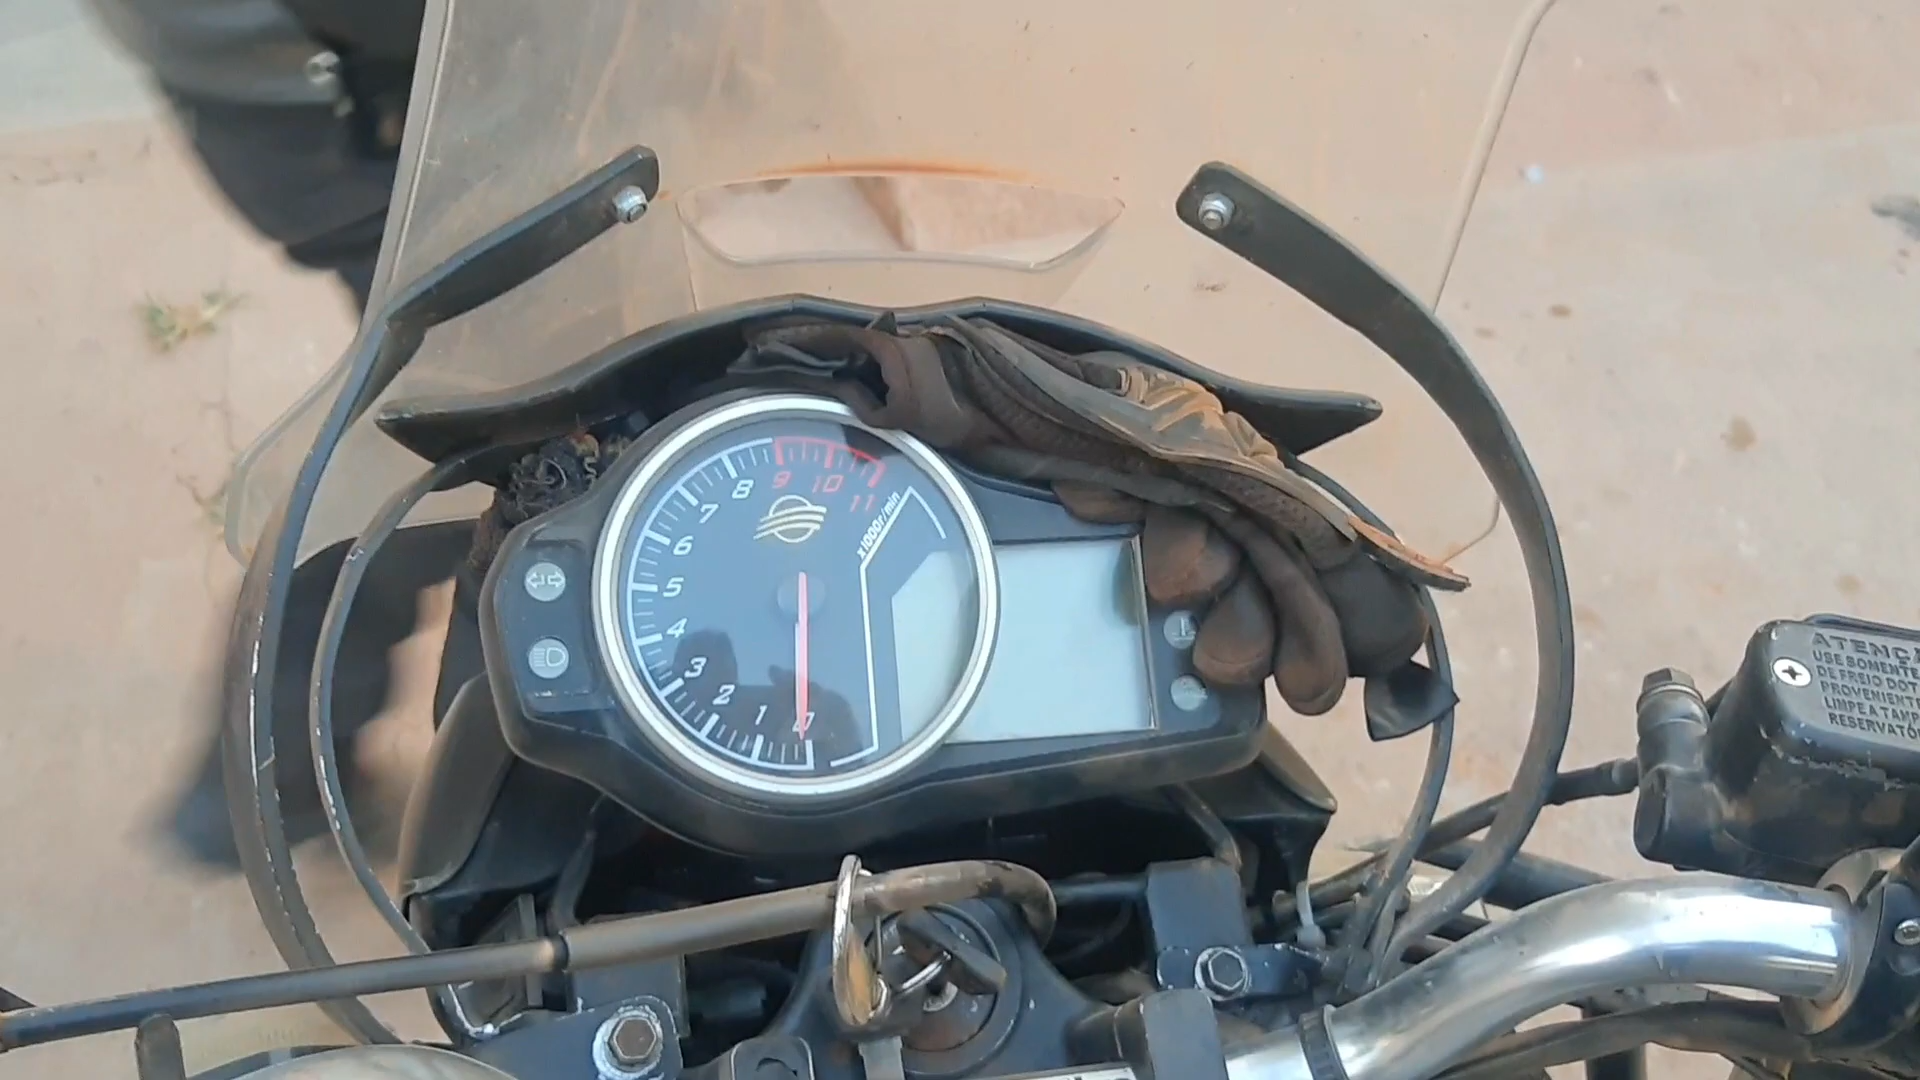 0
1
2
3
4
5
6
7
8
9
10
11
x1000r/min
USE SOMENTE
DE FREIO DOT
PROVENIENT
LIMPE A TAMP
RESERVATÓ